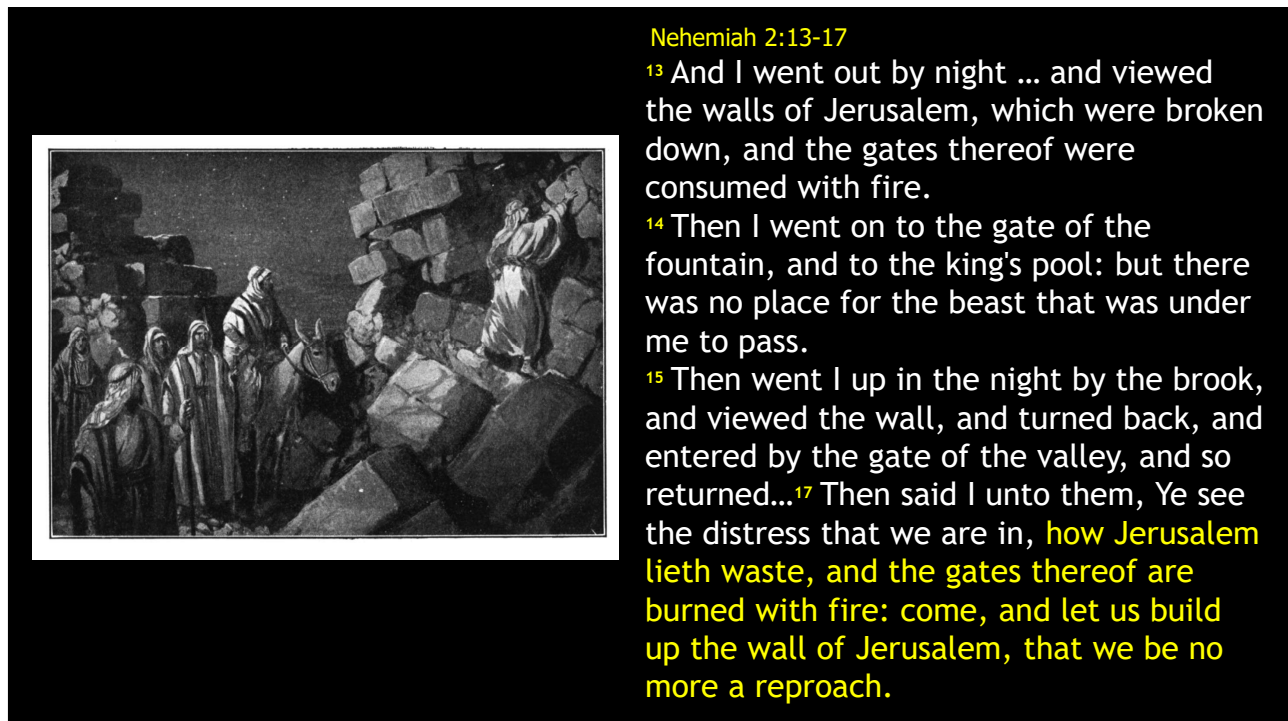 Nehemiah 2:13-17
13 And I went out by night … and viewed
the walls of Jerusalem, which were broken
down, and the gates thereof were
consumed with fire.
14 Then I went on to the gate of the
fountain, and to the king's pool: but there
was no place for the beast that was under
me to pass.
15 Then went I up in the night by the brook,
and viewed the wall, and turned back, and
entered by the gate of the valley, and so
returned…17 Then said I unto them, Ye see
the distress that we are in, how Jerusalem
lieth waste, and the gates thereof are
burned with fire: come, and let us build
up the wall of Jerusalem, that we be no
more a reproach.